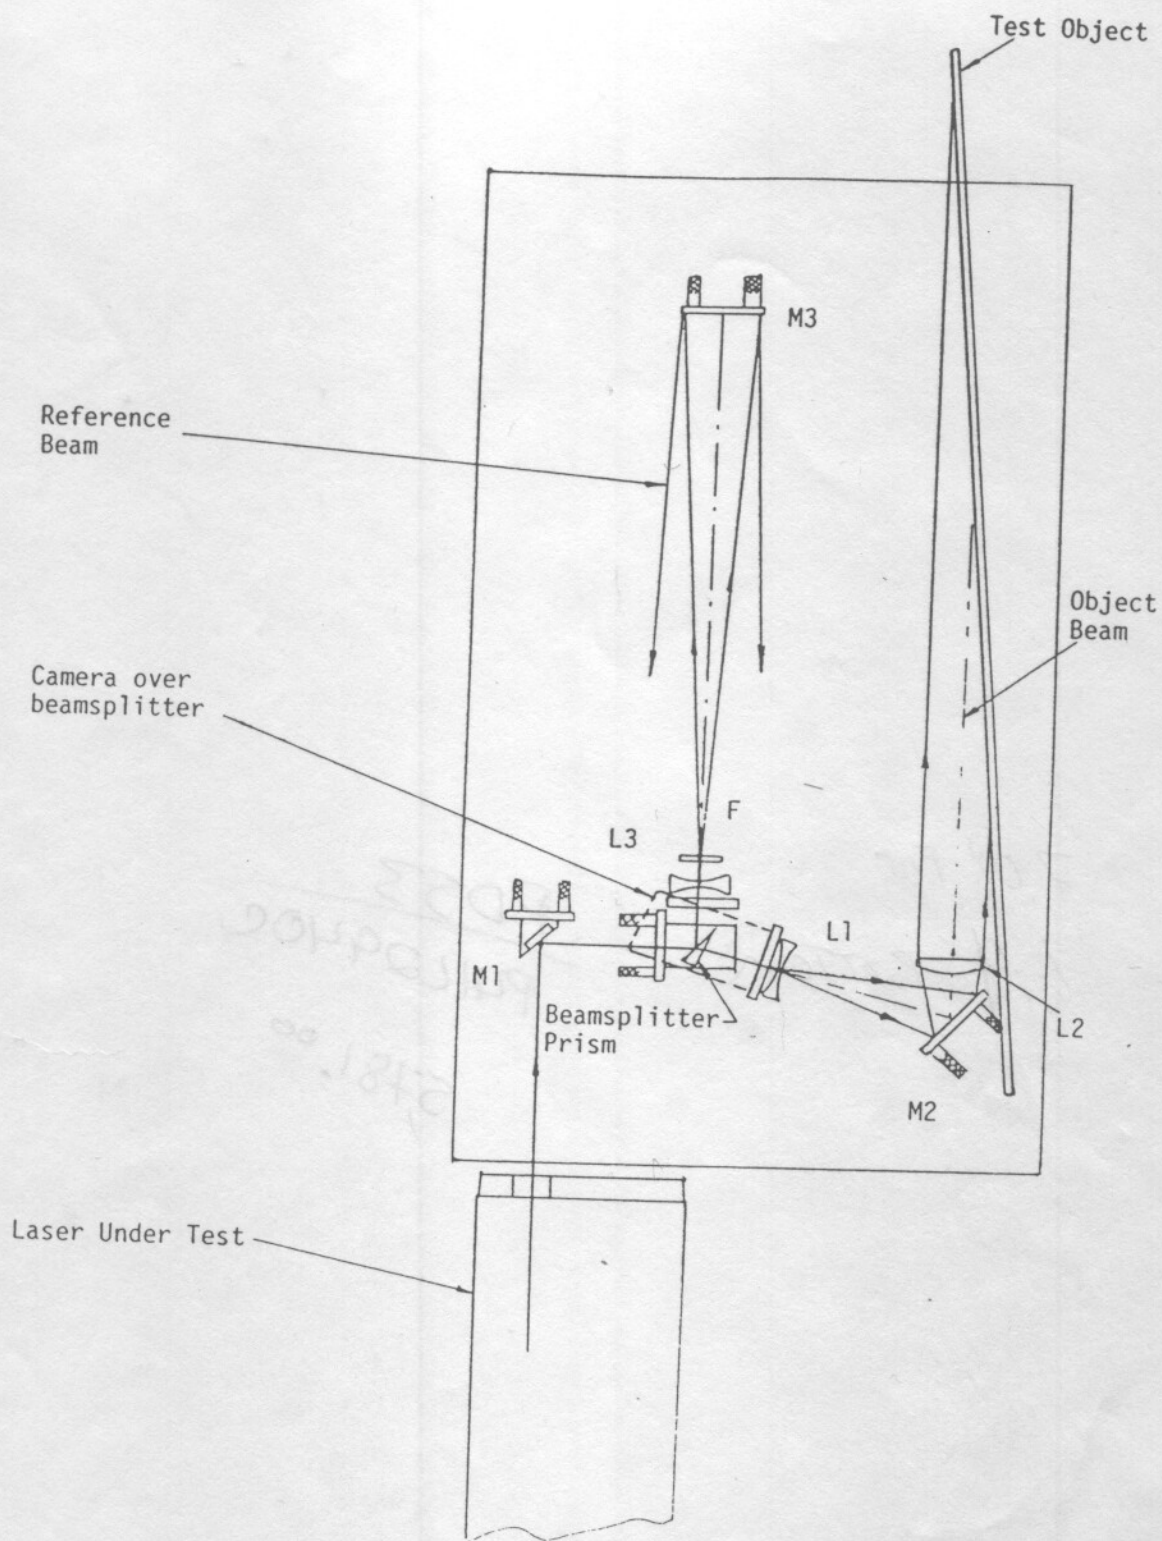 Test Object
M3
Reference
Beam
Object
Beam
Camera over
beamsplitter
F
L3
L1
M1
Beamsplitter
Prism
L2
M2
Laser Under Test